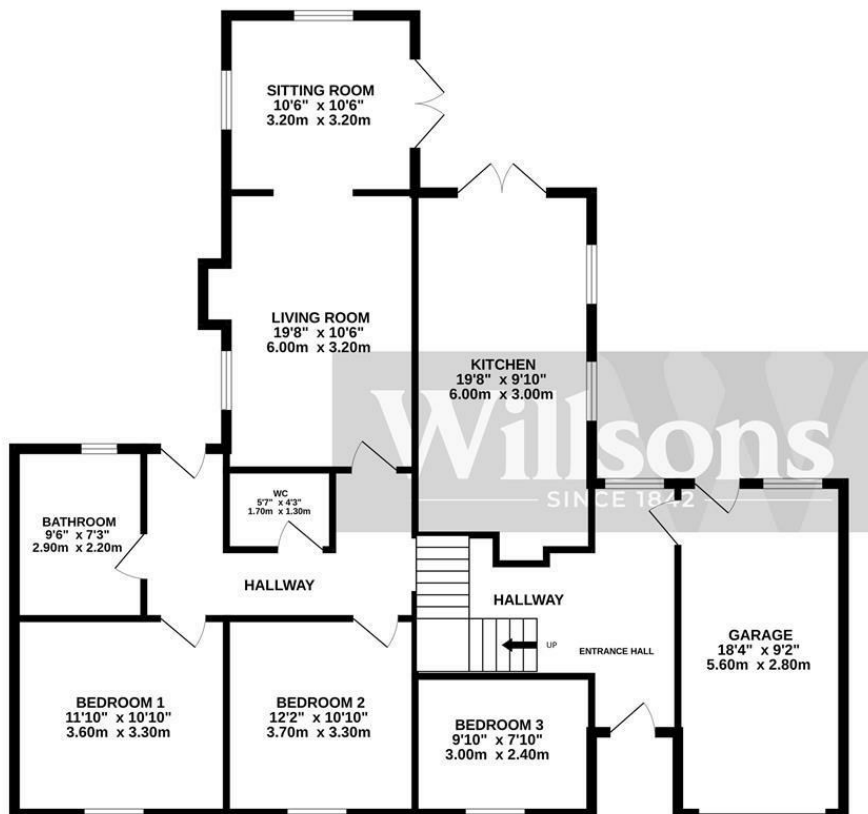 SITTING ROOM
10'6" x 10'6"
3.20m x 3.20m
LIVING ROOM
19'8" x 10'6"
6.00m x 3.20m
KITCHEN
19'8" x 9'10"
6.00m x 3.00m
Willsons
SINCE 1842
WC
5'7" x 4'3"
1.70m x 1.30m
BATHROOM
9'6" x 7'3"
2.90m x 2.20m
HALLWAY
HALLWAY
UP
ENTRANCE HALL
GARAGE
18'4" x 9'2"
5.60m x 2.80m
BEDROOM 1
11'10" x 10'10"
3.60m x 3.30m
BEDROOM 2
12'2" x 10'10"
3.70m x 3.30m
BEDROOM 3
9'10" x 7'10"
3.00m x 2.40m